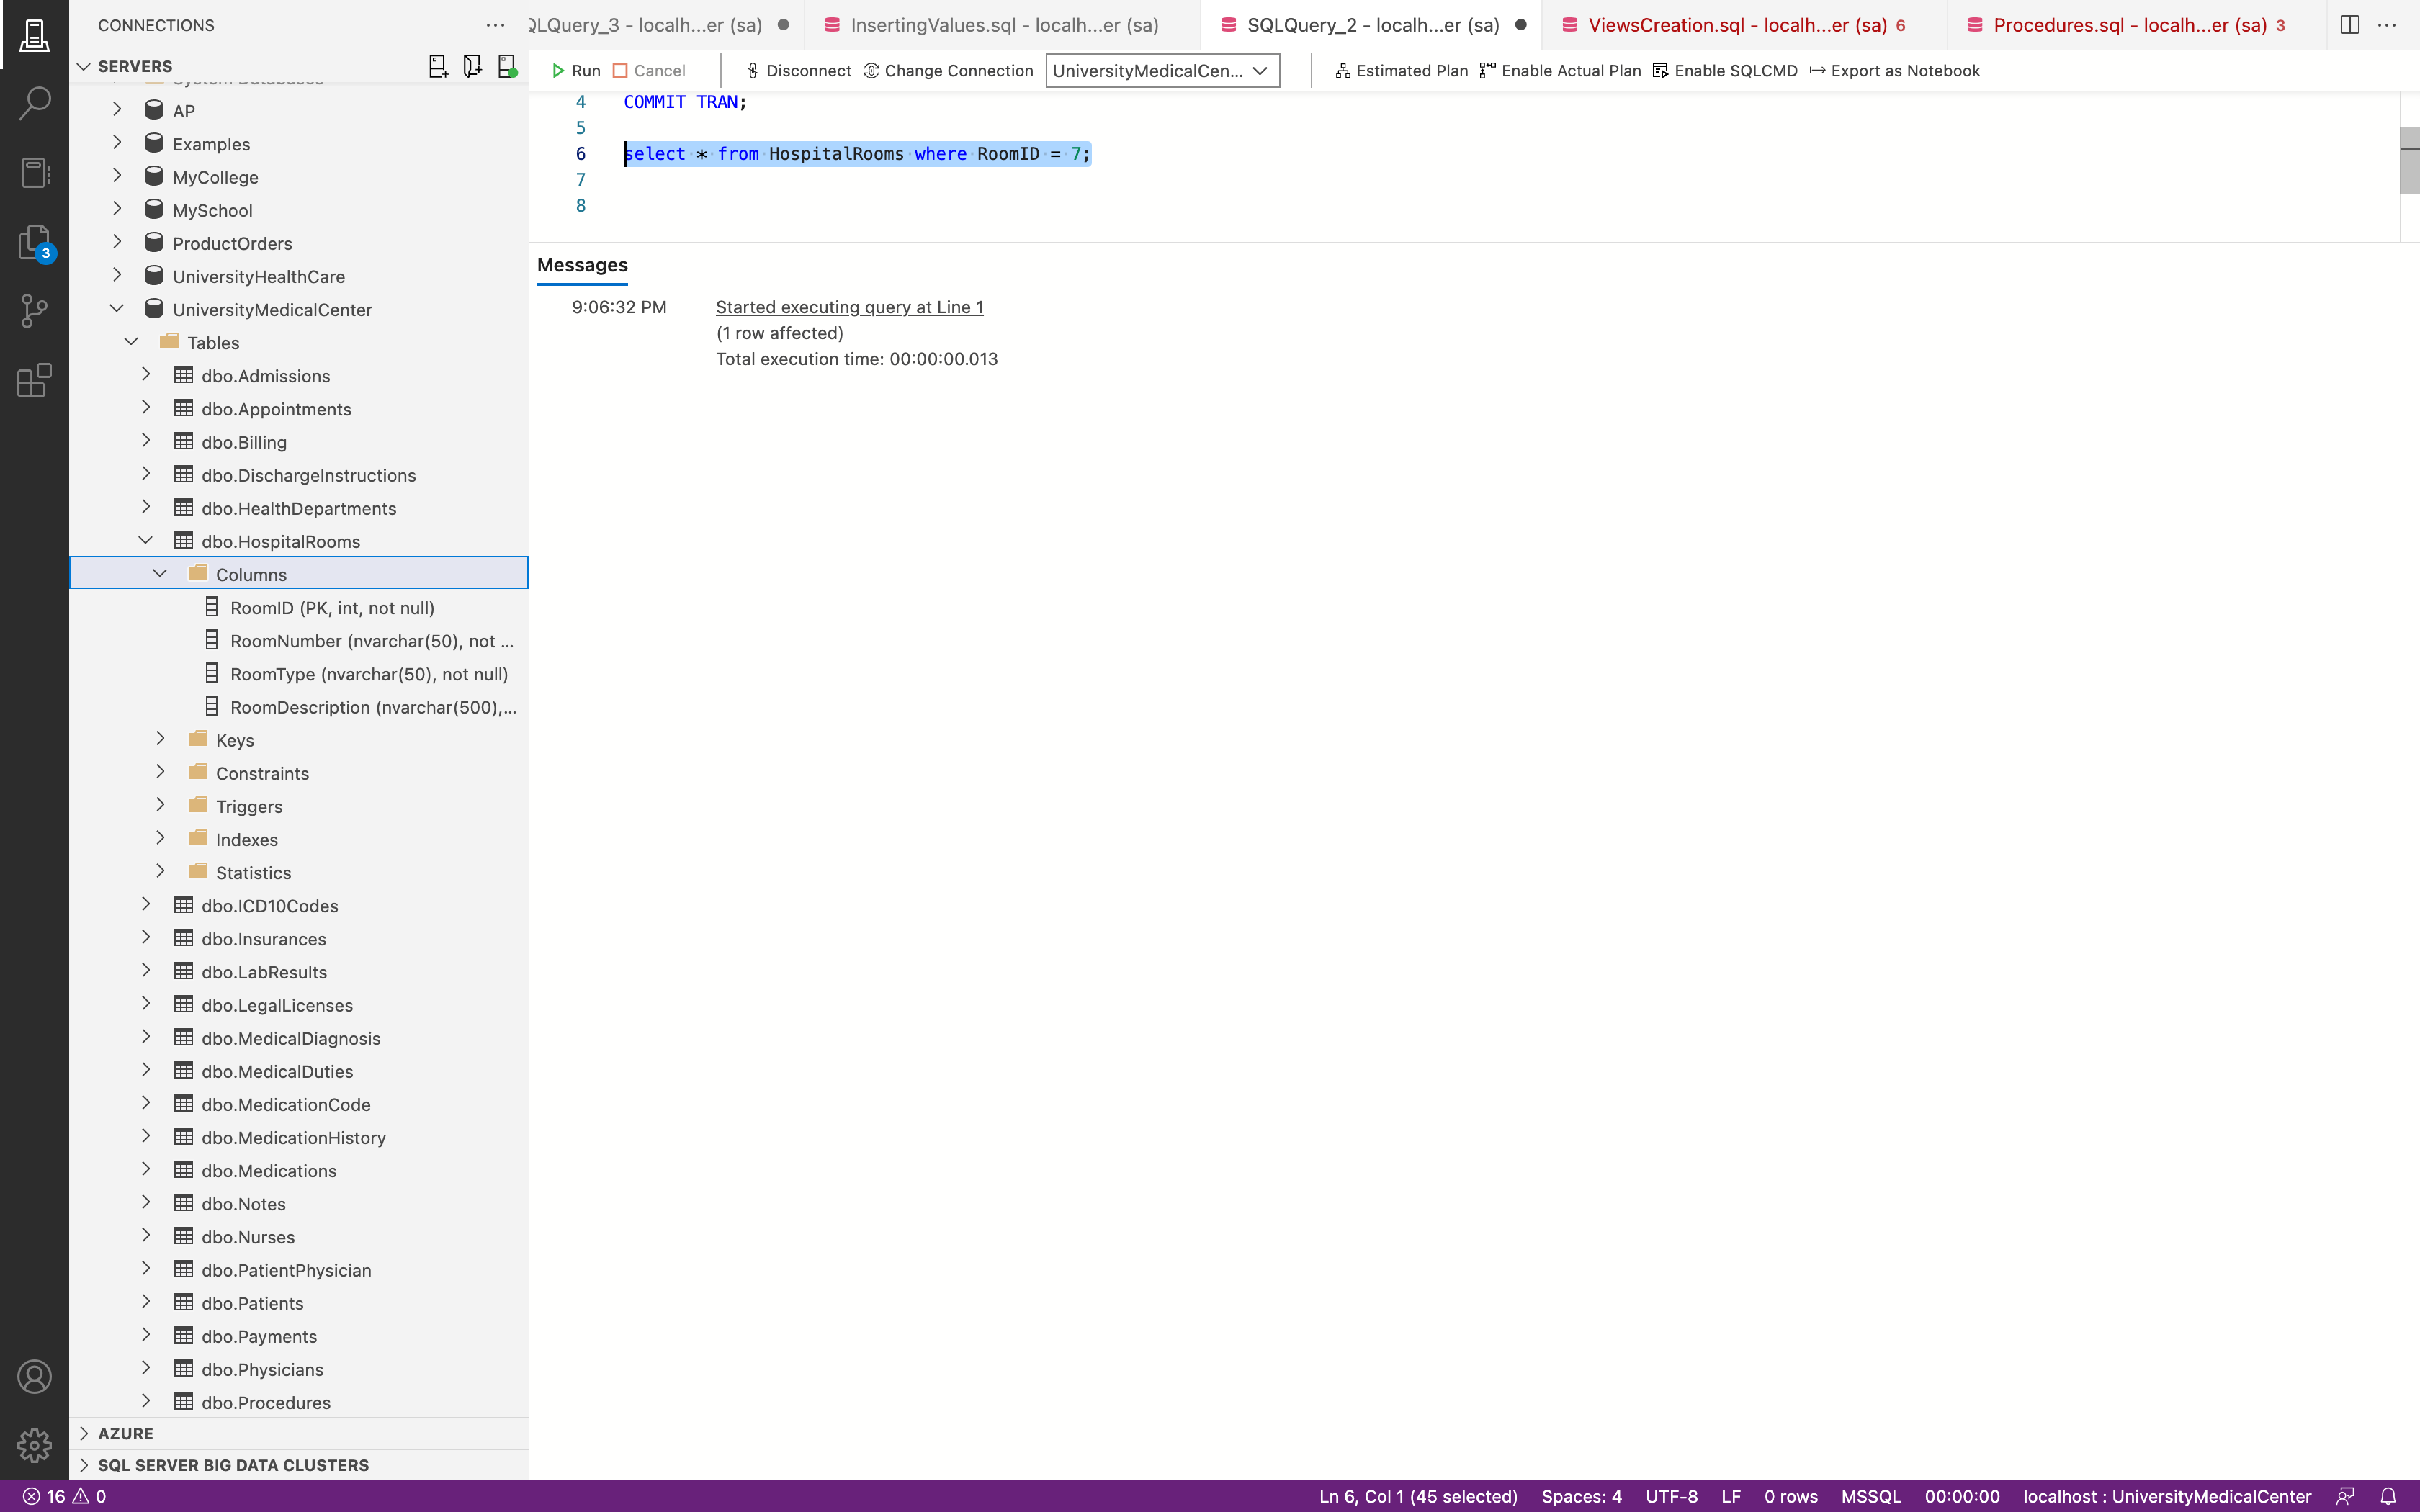 CONNECTIONS
QLQuery_3 - localh...er (sa)
InsertingValues.sql - localh...er (sa)
SQLQuery_2 - localh...er (sa)
ViewsCreation.sql - localh...er (sa) 6
Procedures.sql - localh...er (sa) 3
SERVERS
Run
Cancel
Disconnect
Change Connection
UniversityMedicalCen...
Estimated Plan
Enable Actual Plan
Enable SQLCMD
Export as Notebook
System Databases
AP
Examples
MyCollege
MySchool
ProductOrders
3
UniversityHealthCare
UniversityMedicalCenter
Tables
dbo.Admissions
dbo.Appointments
dbo.Billing
dbo.DischargeInstructions
dbo.HealthDepartments
dbo.HospitalRooms
Columns
RoomID (PK, int, not null)
RoomNumber (nvarchar(50), not ...
RoomType (nvarchar(50), not null)
RoomDescription (nvarchar(500),...
Keys
Constraints
Triggers
Indexes
Statistics
dbo.ICD10Codes
dbo.Insurances
dbo.LabResults
dbo.LegalLicenses
dbo.MedicalDiagnosis
dbo.MedicalDuties
dbo.MedicationCode
dbo.MedicationHistory
dbo.Medications
dbo.Notes
dbo.Nurses
dbo.PatientPhysician
dbo.Patients
dbo.Payments
dbo.Physicians
dbo.Procedures
AZURE
SQL SERVER BIG DATA CLUSTERS
4 COMMIT TRAN;
5
6 select * from HospitalRooms where RoomID = 7;
7
8
Messages
9:06:32 PM Started executing query at Line 1
(1 row affected)
Total execution time: 00:00:00.013
16 0
Ln 6, Col 1 (45 selected)
Spaces: 4
UTF-8
LF
0 rows
MSSQL
00:00:00
localhost : UniversityMedicalCenter